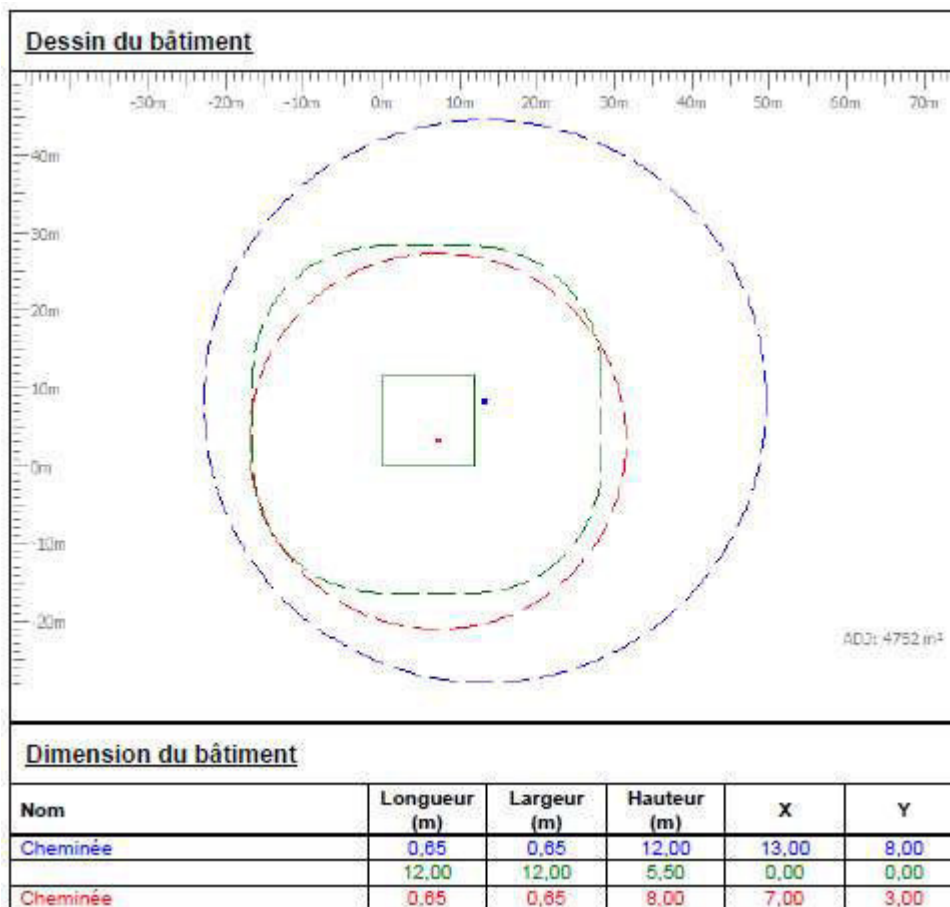 Dessin du bâtiment
-30m -20m -10m 0m 10m 20m 30m 40m 50m 60m 70m
40m
30m
20m
10m
0m
-10m
-20m
ADJ: 4752 m²
Dimension du bâtiment
Nom Longueur (m) Largeur (m) Hauteur (m) X Y
Cheminée 0,65 0,65 12,00 13,00 8,00
12,00 12,00 5,50 0,00 0,00
Cheminée 0,65 0,65 8,00 7,00 3,00